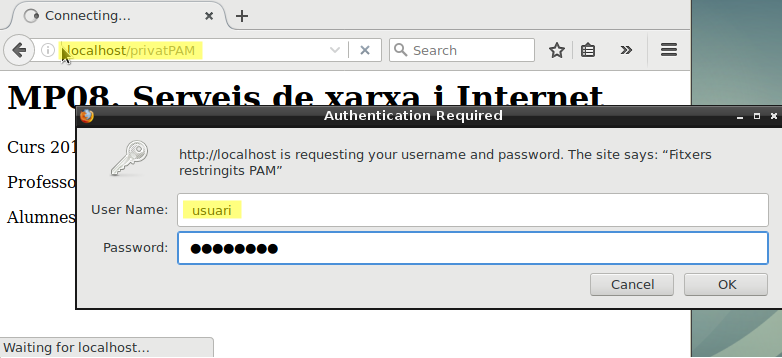 Connecting...
localhost/privatPAM
Search
MP08. Serveis de xarxa i Internet
Authentication Required
Curs 201
Professo
Alumnes
http://localhost is requesting your username and password. The site says: “Fitxers
restringits PAM”
User Name:
usuari
Password:
Cancel
OK
Waiting for localhost...